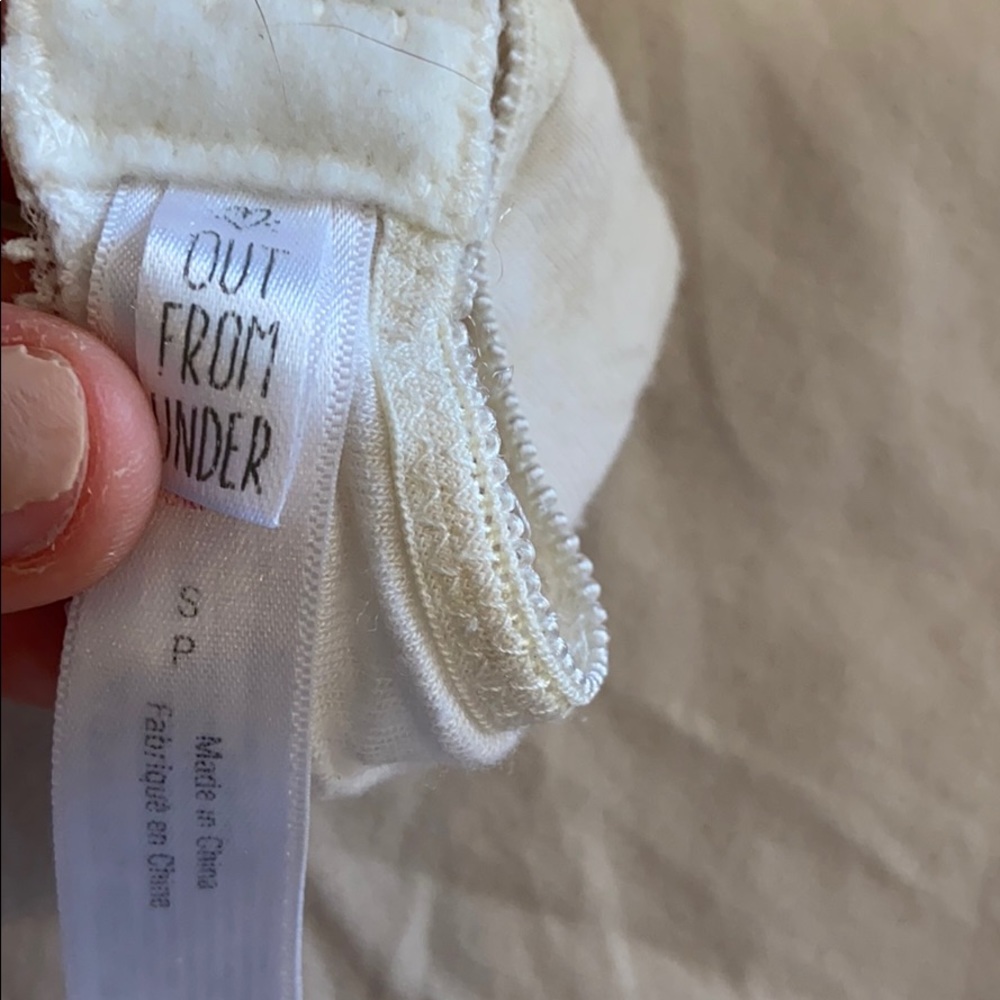 OUT
FROM
UNDER
S
P.
Made in China
Fabriqué en Chine